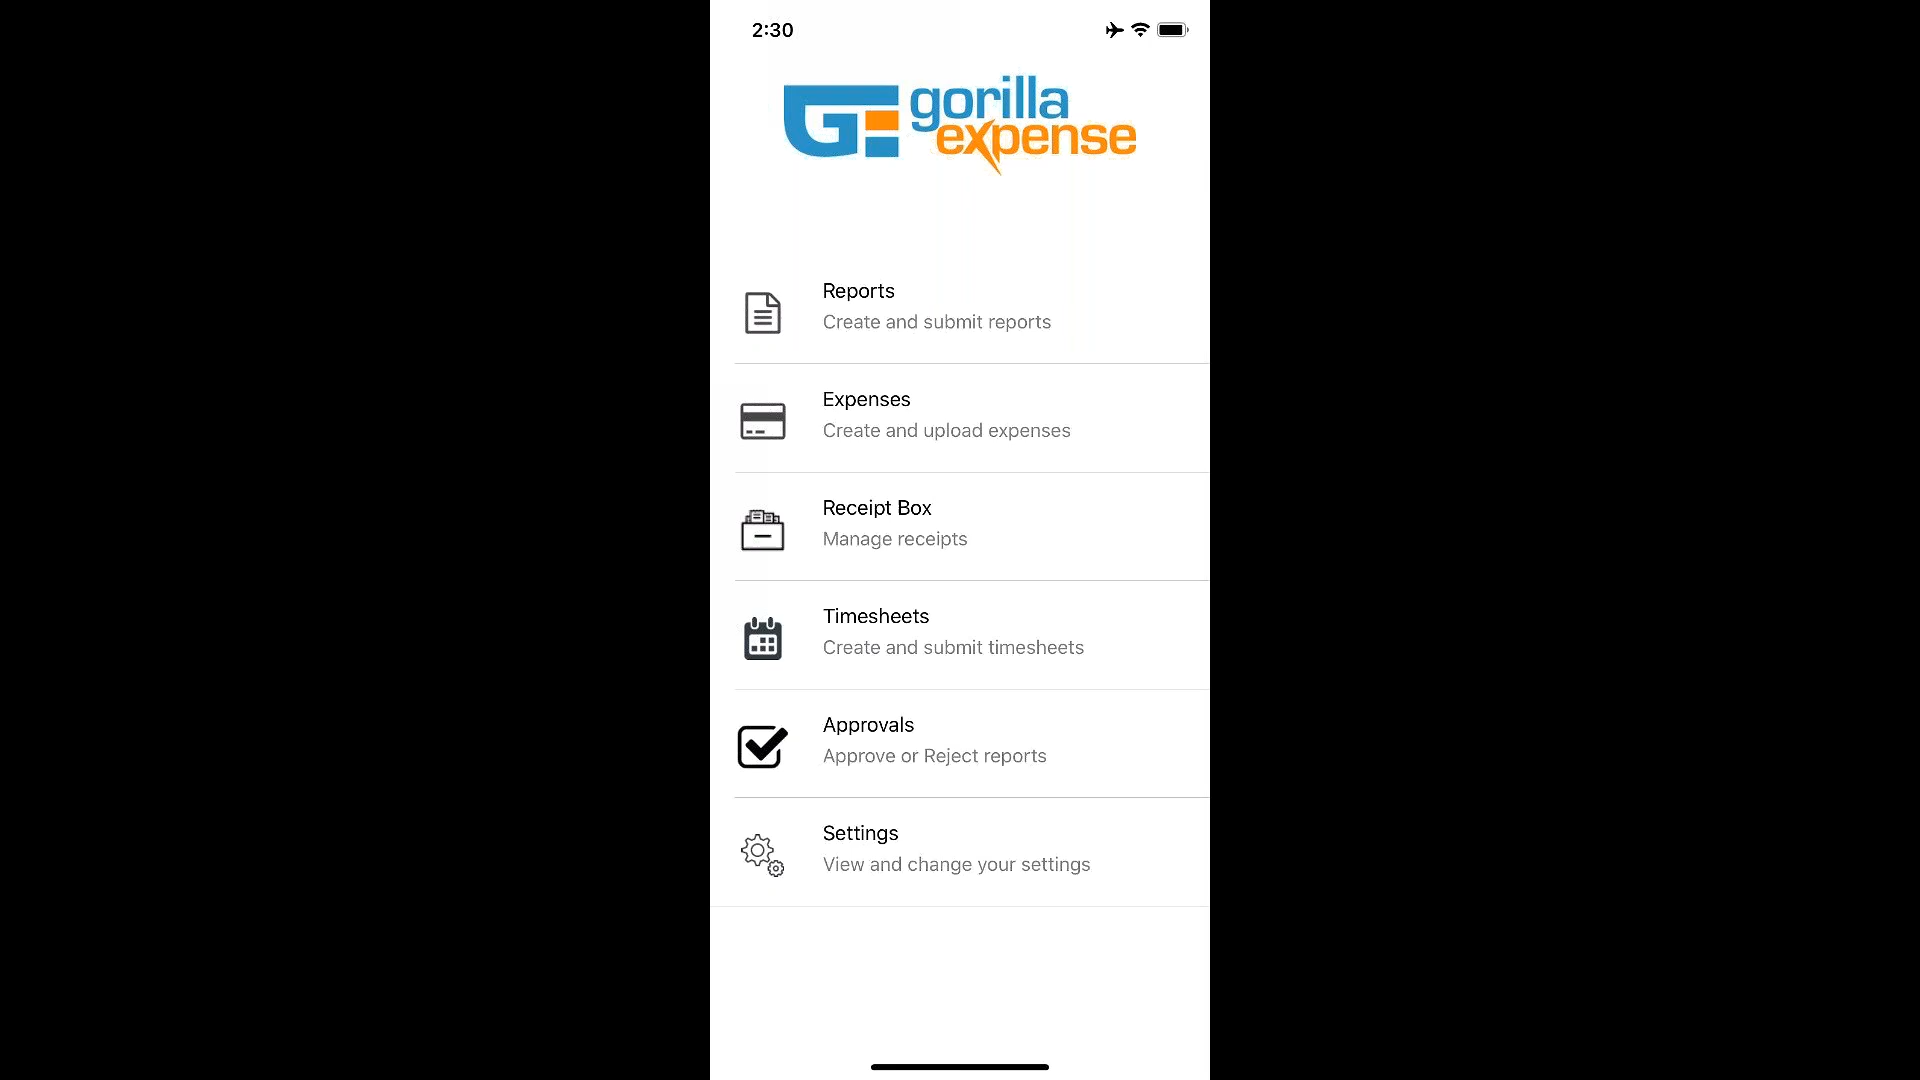 2:30
GE gorilla
expense
Reports
Create and submit reports
Expenses
Create and upload expenses
Receipt Box
Manage receipts
Timesheets
Create and submit timesheets
Approvals
Approve or Reject reports
Settings
View and change your settings